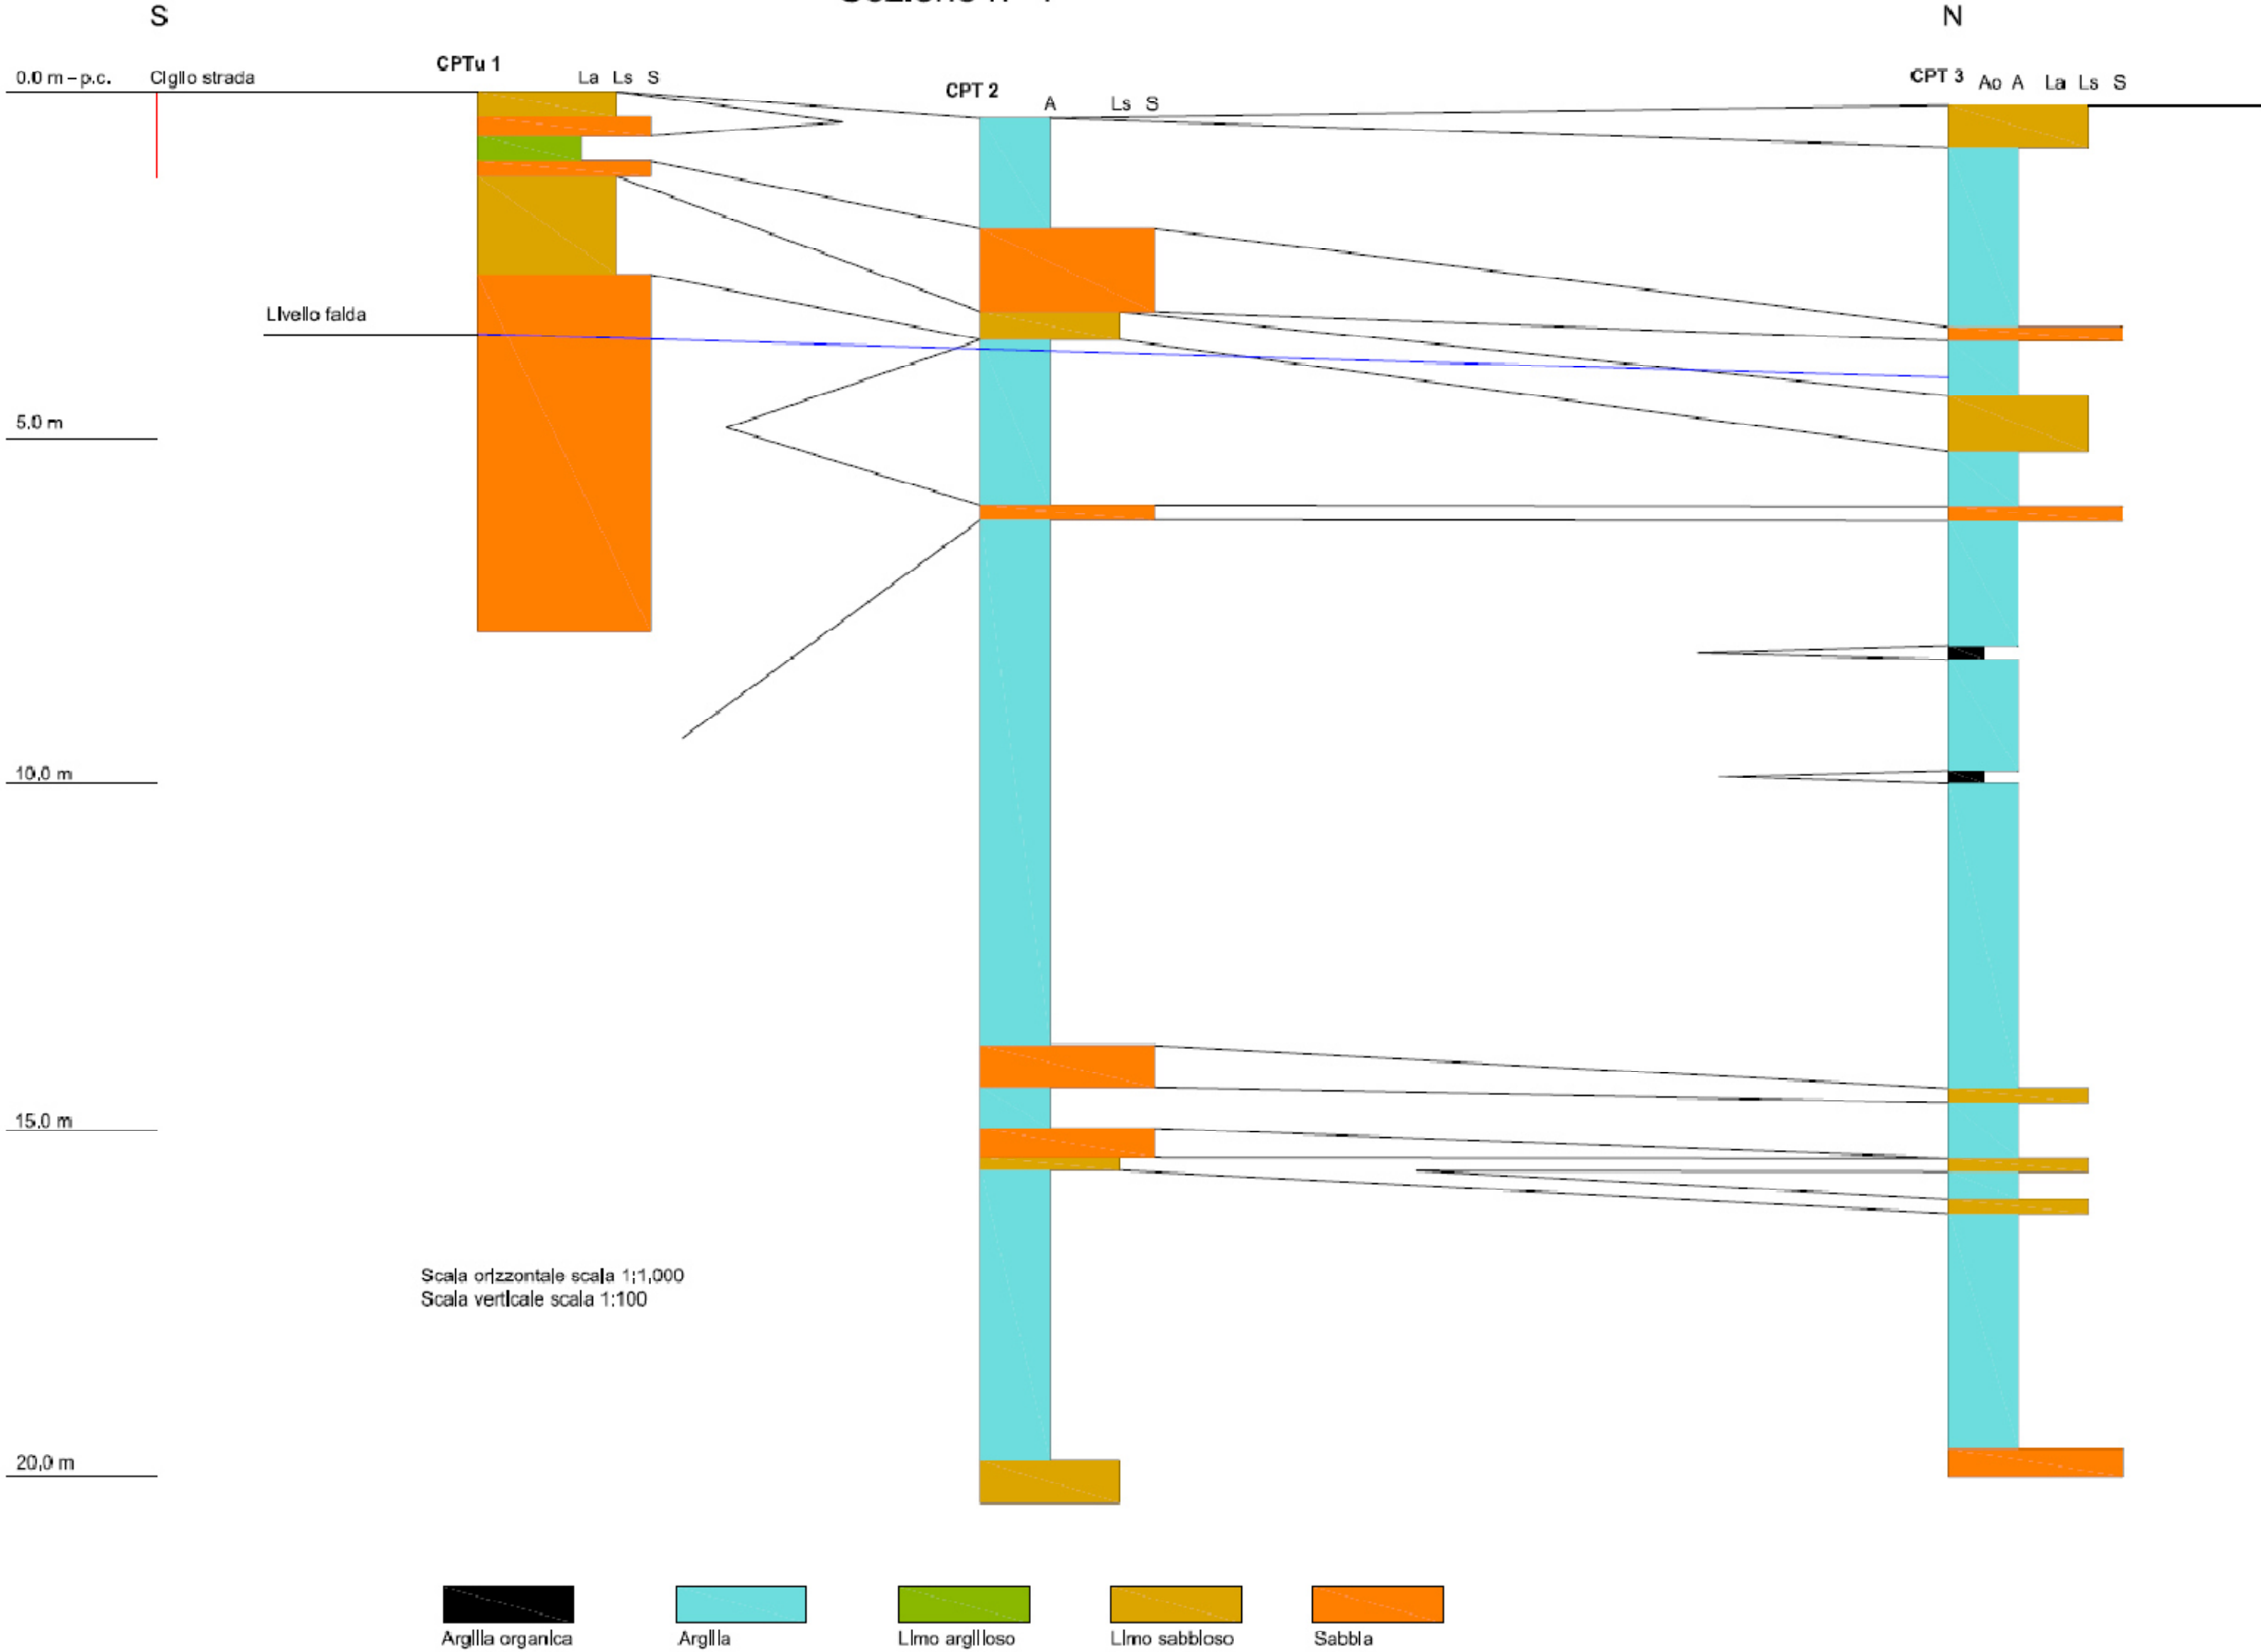 S
N
CPTu 1
0.0 m – p.c.
Ciglio strada
La Ls S
CPT 2
A Ls S
CPT 3
Ao A La Ls S
Livello falda
5.0 m
10.0 m
15.0 m
20.0 m
Scala orizzontale scala 1:1.000
Scala verticale scala 1:100
Argilla organica
Argilla
Limo argilloso
Limo sabbioso
Sabbia